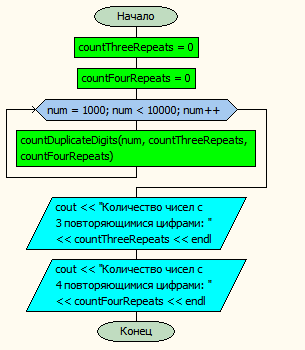 Начало
countThreeRepeats = 0
countFourRepeats = 0
num = 1000; num < 10000; num++
countDuplicateDigits(num, countThreeRepeats,
countFourRepeats)
cout << "Количество чисел с
3 повторяющимися цифрами: "
<< countThreeRepeats << endl
cout << "Количество чисел с
4 повторяющимися цифрами: "
<< countFourRepeats << endl
Конец